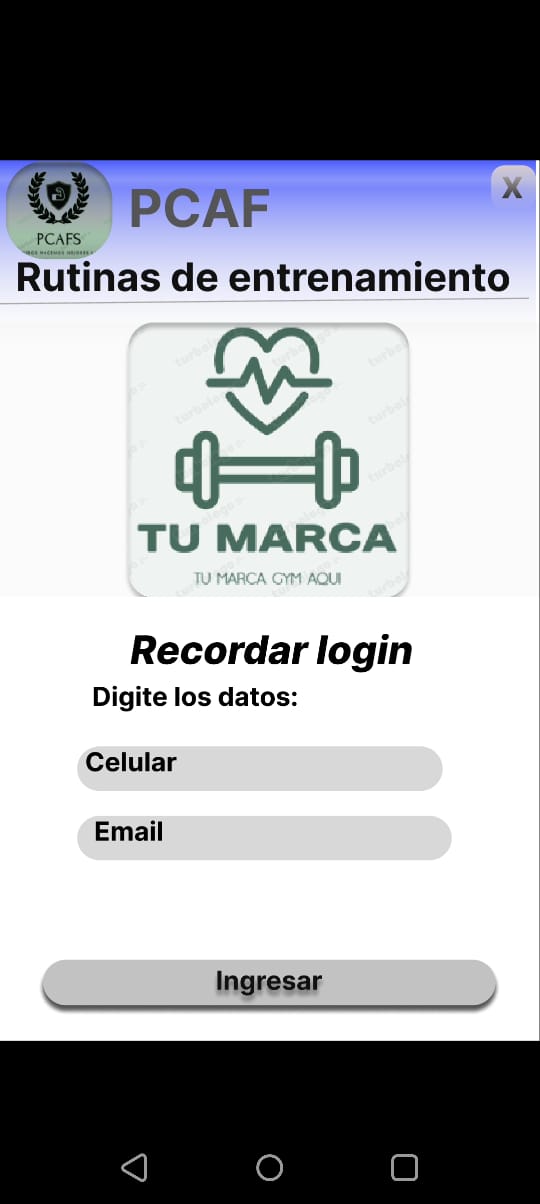 PCAF
X
PCAFS
Rutinas de entrenamiento
TU MARCA
TU MARCA GYM AQUI
Recordar login
Digite los datos:
Celular
Email
Ingresar